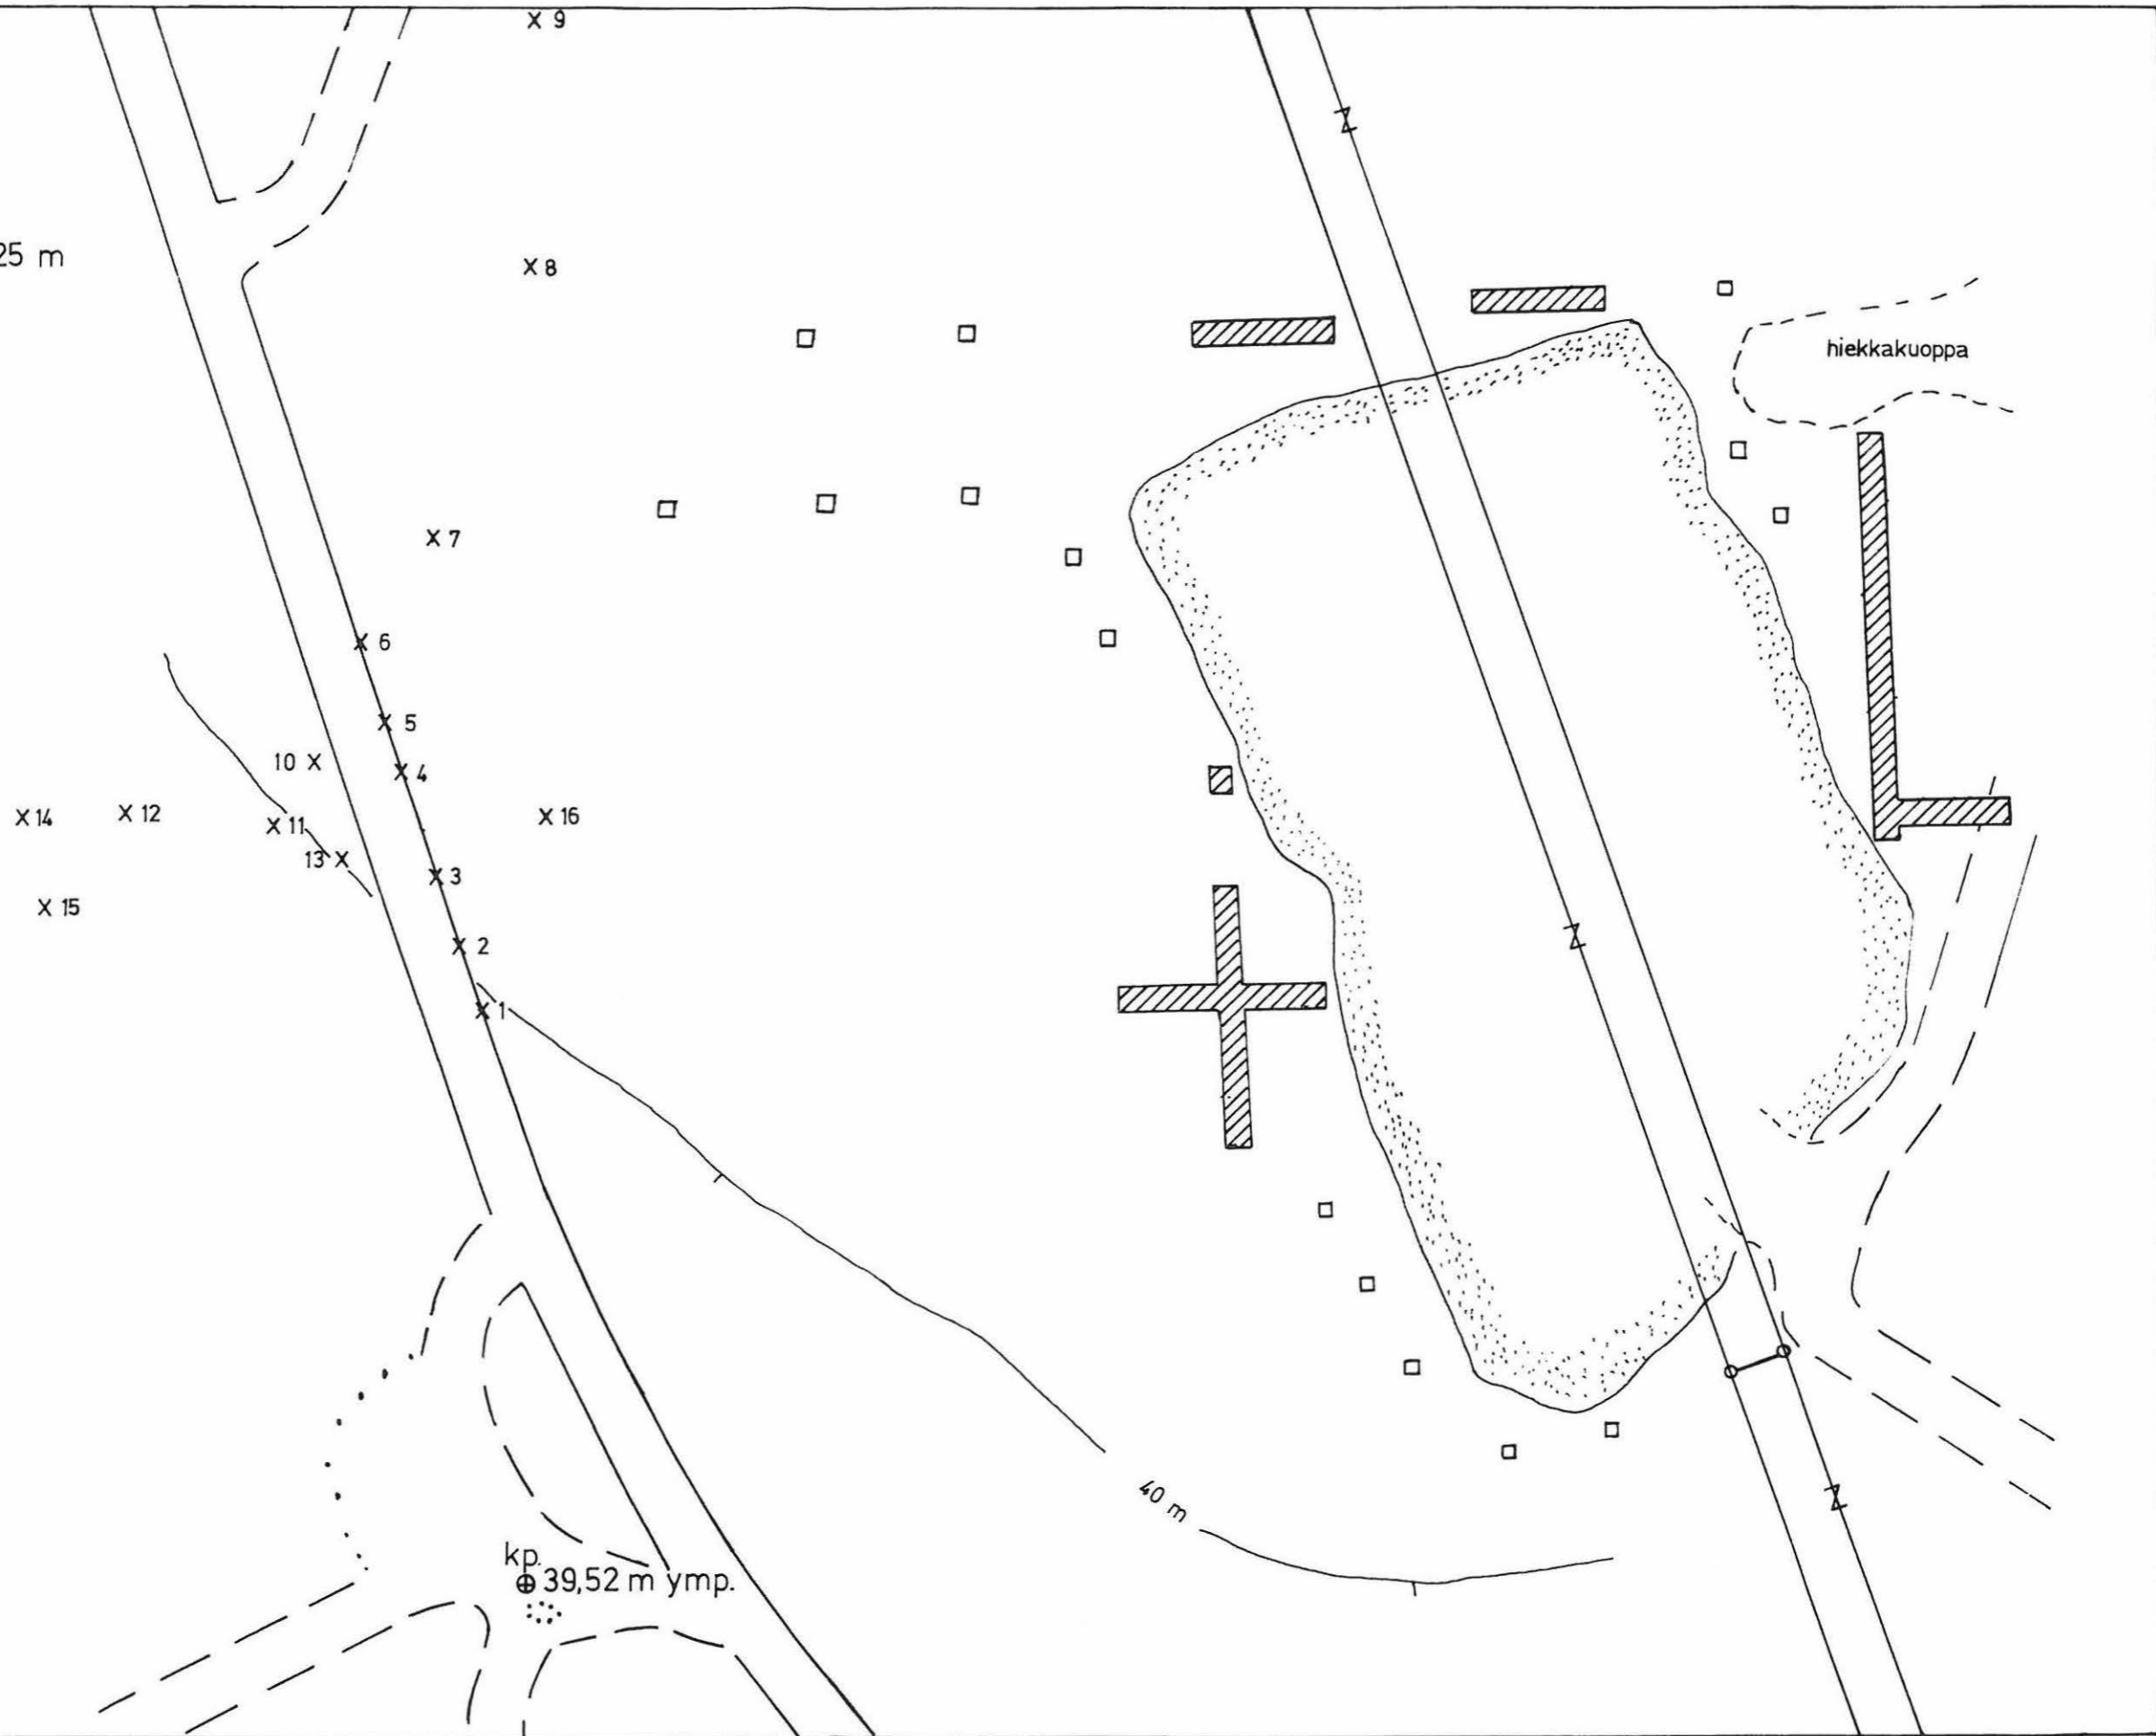 x 9
25 m
x 8
hiekkakuoppa
x 7
x 6
x 5
10 x
x 4
x 14
x 12
x 11
x 16
13 x
x 3
x 15
x 2
x 1
40 m
kp.
39,52 m ymp.